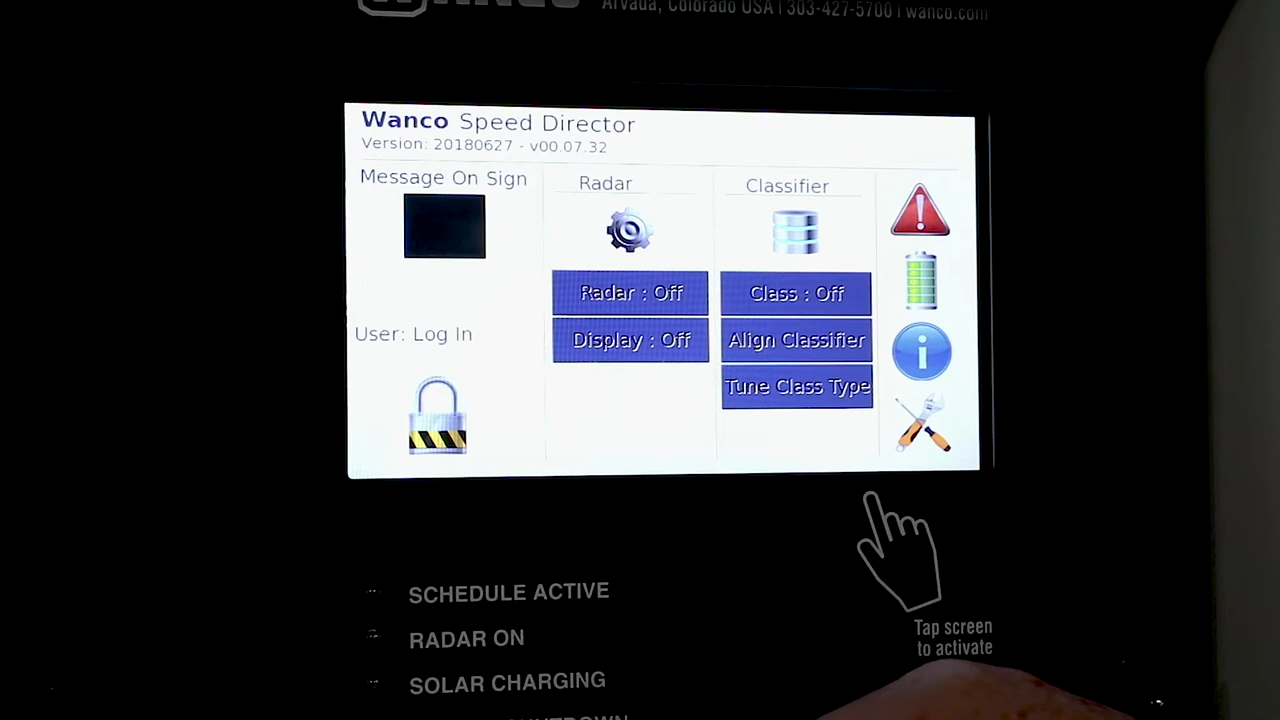 WANCO
Arvada, Colorado USA | 303-427-5700 | wanco.com
Wanco Speed Director
Version: 20180627 - v00.07.32
Message On Sign
Radar
Classifier
Radar : Off
Class : Off
Display : Off
Align Classifier
Tune Class Type
User: Log In
SCHEDULE ACTIVE
RADAR ON
SOLAR CHARGING
Tap screen
to activate